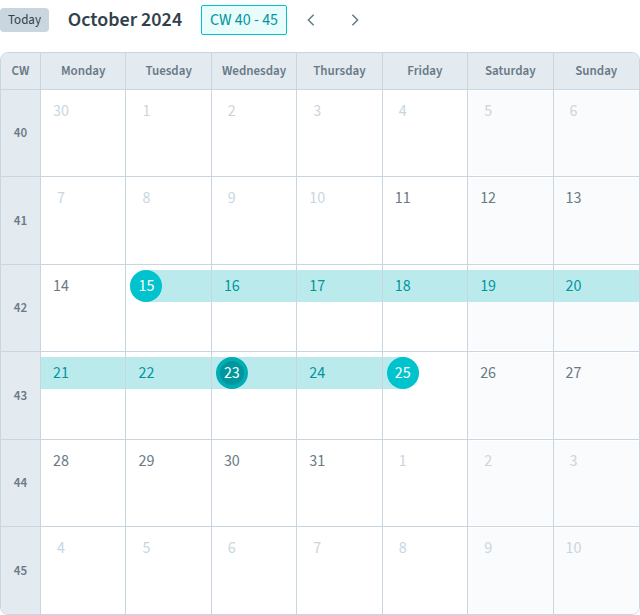 Today October 2024 CW 40 - 45
CW Monday Tuesday Wednesday Thursday Friday Saturday Sunday
40 30 1 2 3 4 5 6
41 7 8 9 10 11 12 13
42 14 15 16 17 18 19 20
43 21 22 23 24 25 26 27
44 28 29 30 31 1 2 3
45 4 5 6 7 8 9 10